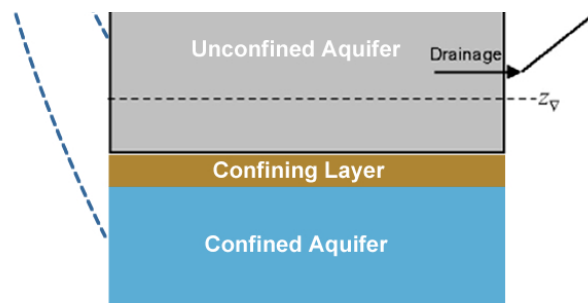 Unconfined Aquifer
Drainage
z∇
Confining Layer
Confined Aquifer